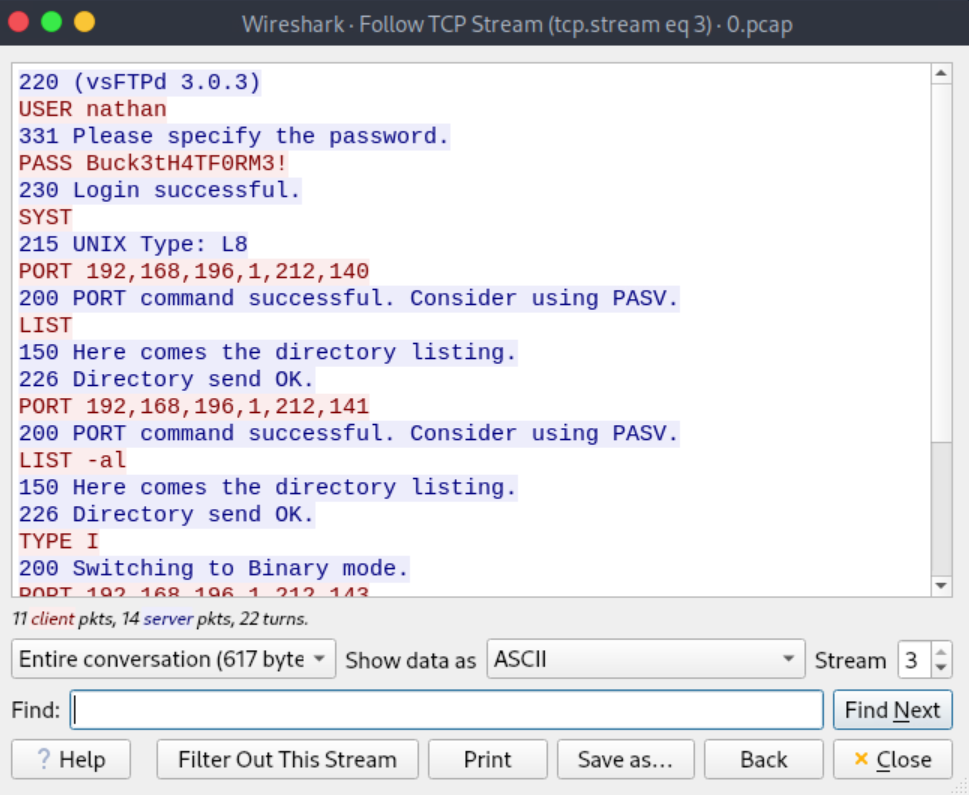 Wireshark · Follow TCP Stream (tcp.stream eq 3) · 0.pcap
220 (vsFTPd 3.0.3)
USER nathan
331 Please specify the password.
PASS Buck3tH4TF0RM3!
230 Login successful.
SYST
215 UNIX Type: L8
PORT 192,168,196,1,212,140
200 PORT command successful. Consider using PASV.
LIST
150 Here comes the directory listing.
226 Directory send OK.
PORT 192,168,196,1,212,141
200 PORT command successful. Consider using PASV.
LIST -al
150 Here comes the directory listing.
226 Directory send OK.
TYPE I
200 Switching to Binary mode.
PORT 192,168,196,1,212,143
11 client pkts, 14 server pkts, 22 turns.
Entire conversation (617 byte Show data as ASCII Stream 3
Find: Find Next
? Help Filter Out This Stream Print Save as... Back × Close